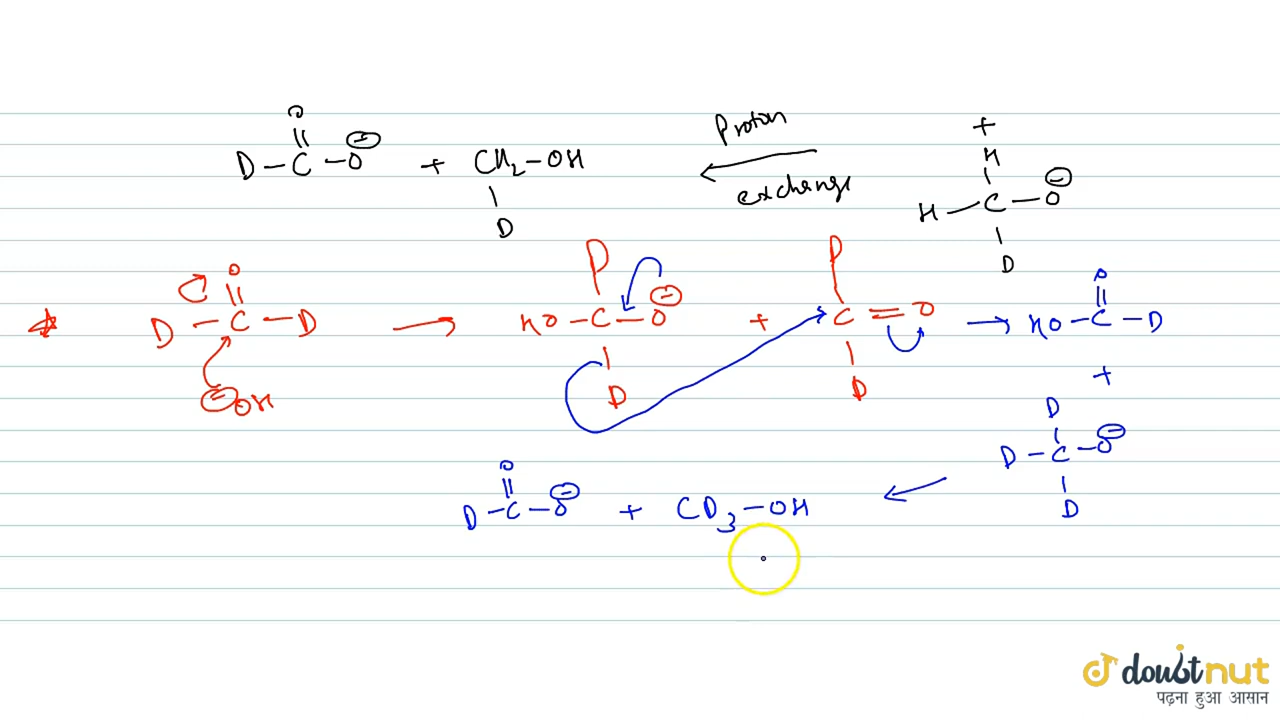 O
D - C - O⊖ + CH2 - OH
D
Proton
exchange
+
H
H - C - O⊖
D
O
D - C - D
⊖OH
D
HO - C - O⊖
D
+
D
C = O
D
O
HO - C - D
+
D
D - C - O⊖
D
O
D - C - O⊖ + CD3 - OH
doubtnut
पढ़ना हुआ आसान